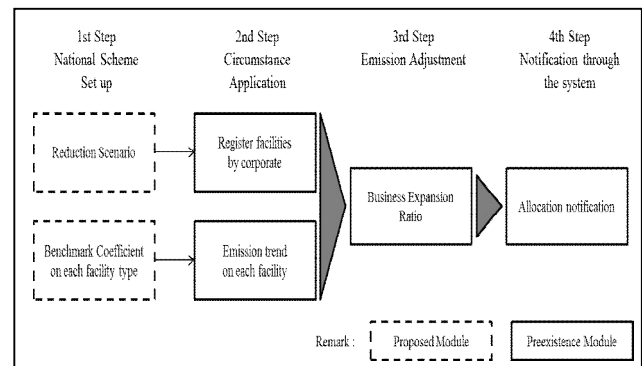 1st Step
National Scheme
Set up
2nd Step
Circumstance
Application
3rd Step
Emission Adjustment
4th Step
Notification through
the system
Reduction Scenario
Register facilities
by corporate
Benchmark Coefficient
on each facility type
Emission trend
on each facility
Business Expansion
Ratio
Allocation notification
Remark :
Proposed Module
Preexistence Module